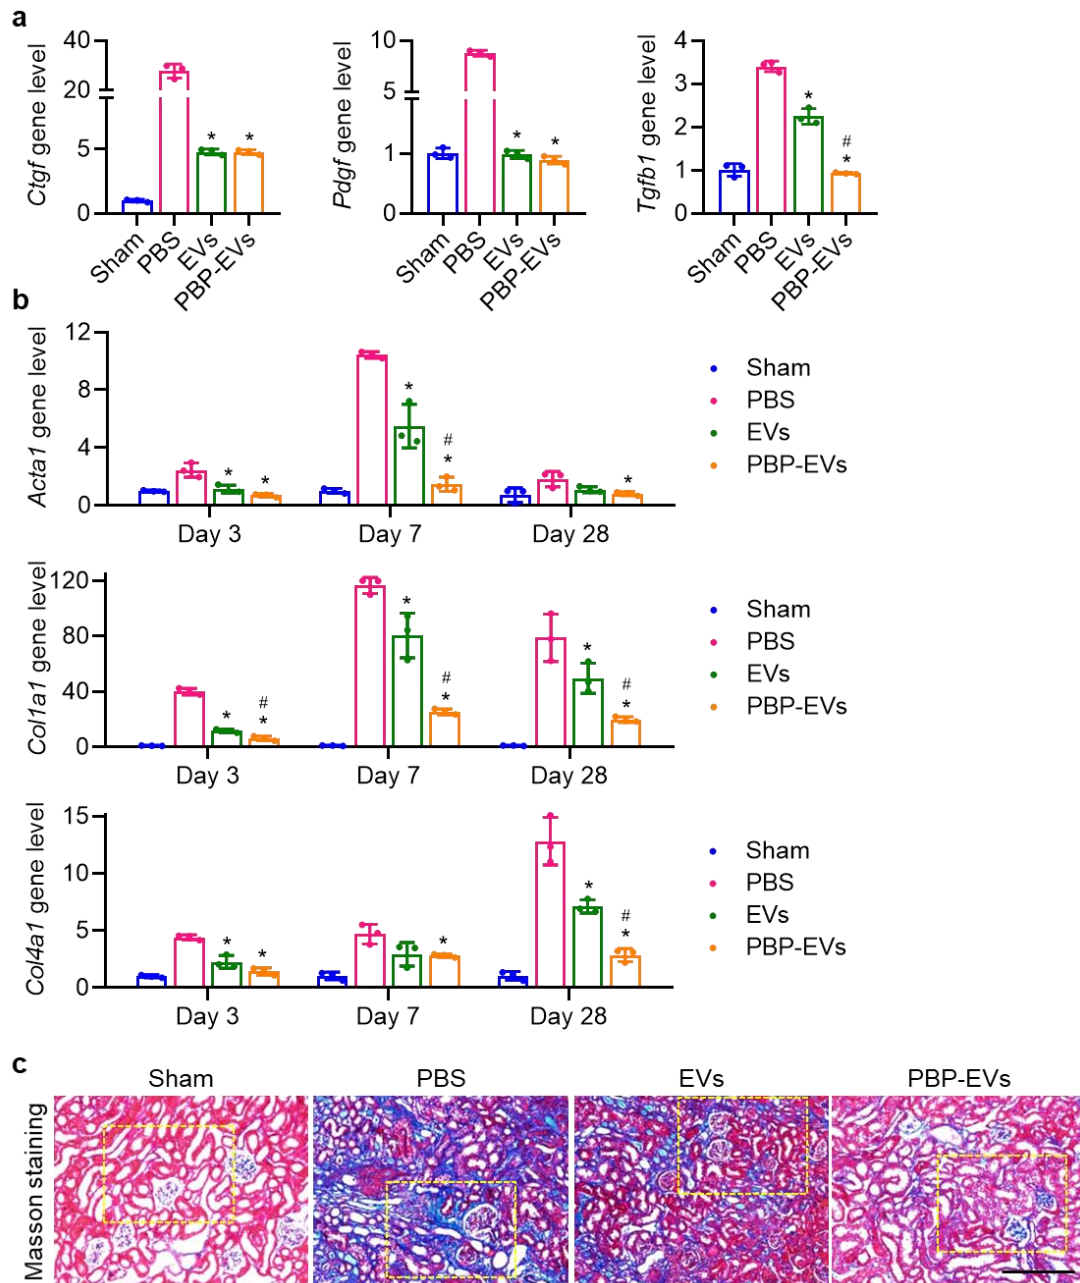 a
Ctgf gene level
40
20
5
0
* *
Sham
PBS
EVs
PBP-EVs
Pdgf gene level
10
5
1
0
* *
Sham
PBS
EVs
PBP-EVs
Tgfb1 gene level
4
3
2
1
0
*
#
*
Sham
PBS
EVs
PBP-EVs
b
Acta1 gene level
12
8
4
0
* *
*
#
*
*
Day 3 Day 7 Day 28
Sham
PBS
EVs
PBP-EVs
Col1a1 gene level
120
80
40
0
*
#
*
*
#
*
*
#
*
Day 3 Day 7 Day 28
Sham
PBS
EVs
PBP-EVs
Col4a1 gene level
15
10
5
0
* *
*
*
#
*
Day 3 Day 7 Day 28
Sham
PBS
EVs
PBP-EVs
c
Sham PBS EVs PBP-EVs
Masson staining